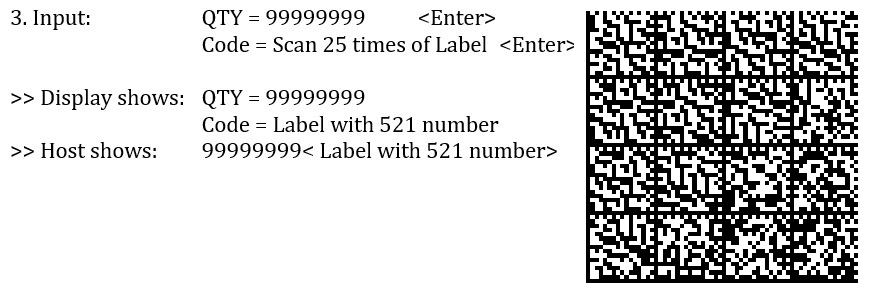 3. Input: QTY = 99999999 <Enter>
Code = Scan 25 times of Label <Enter>
>> Display shows: QTY = 99999999
Code = Label with 521 number
>> Host shows: 99999999< Label with 521 number>